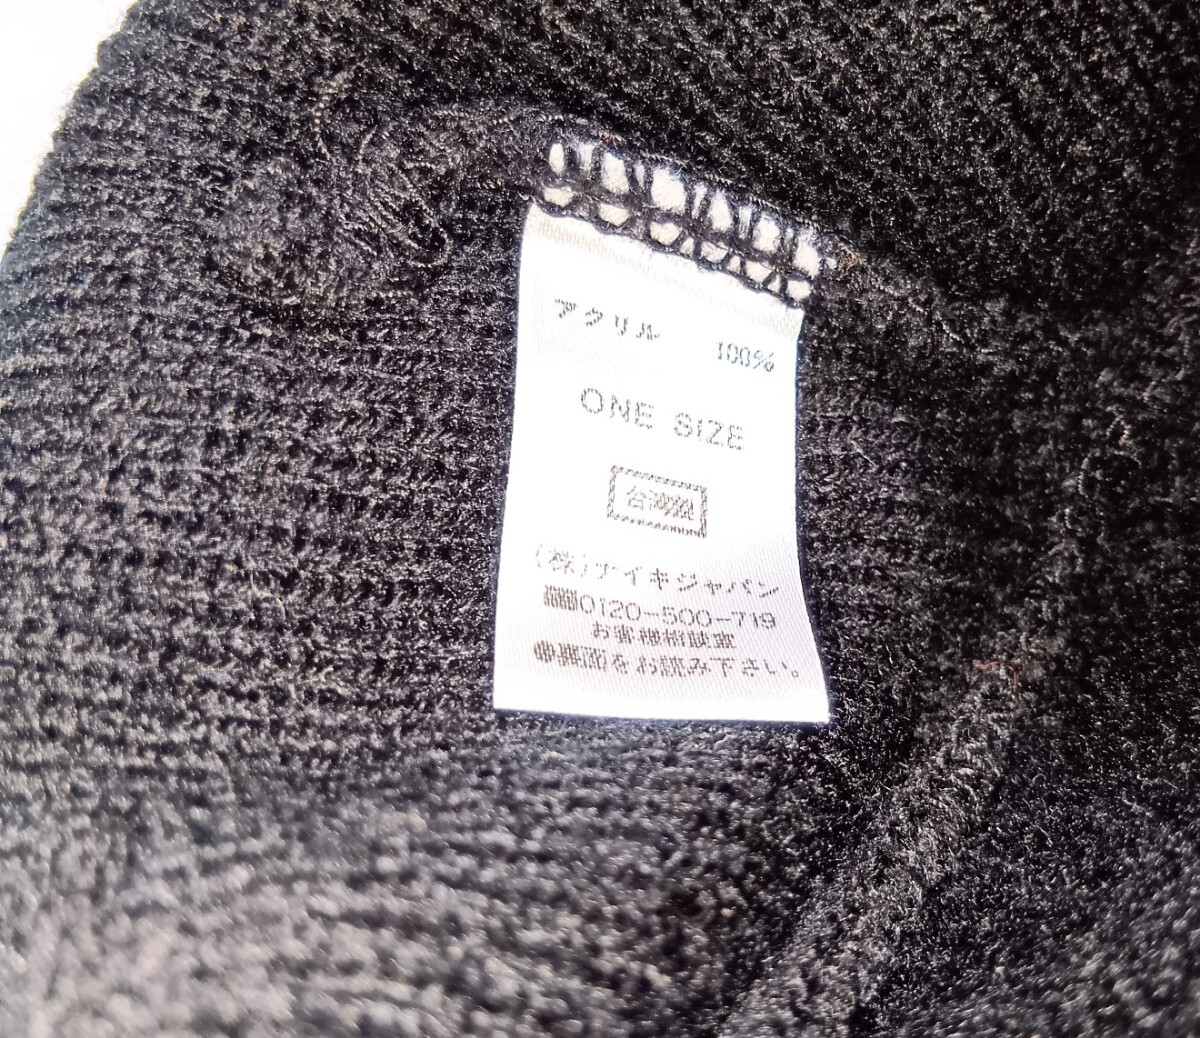 アクリル 100%
ONE SIZE
台湾製
(株)ナイキジャパン
0120-500-719
お客様相談室
●裏面をお読み下さい。